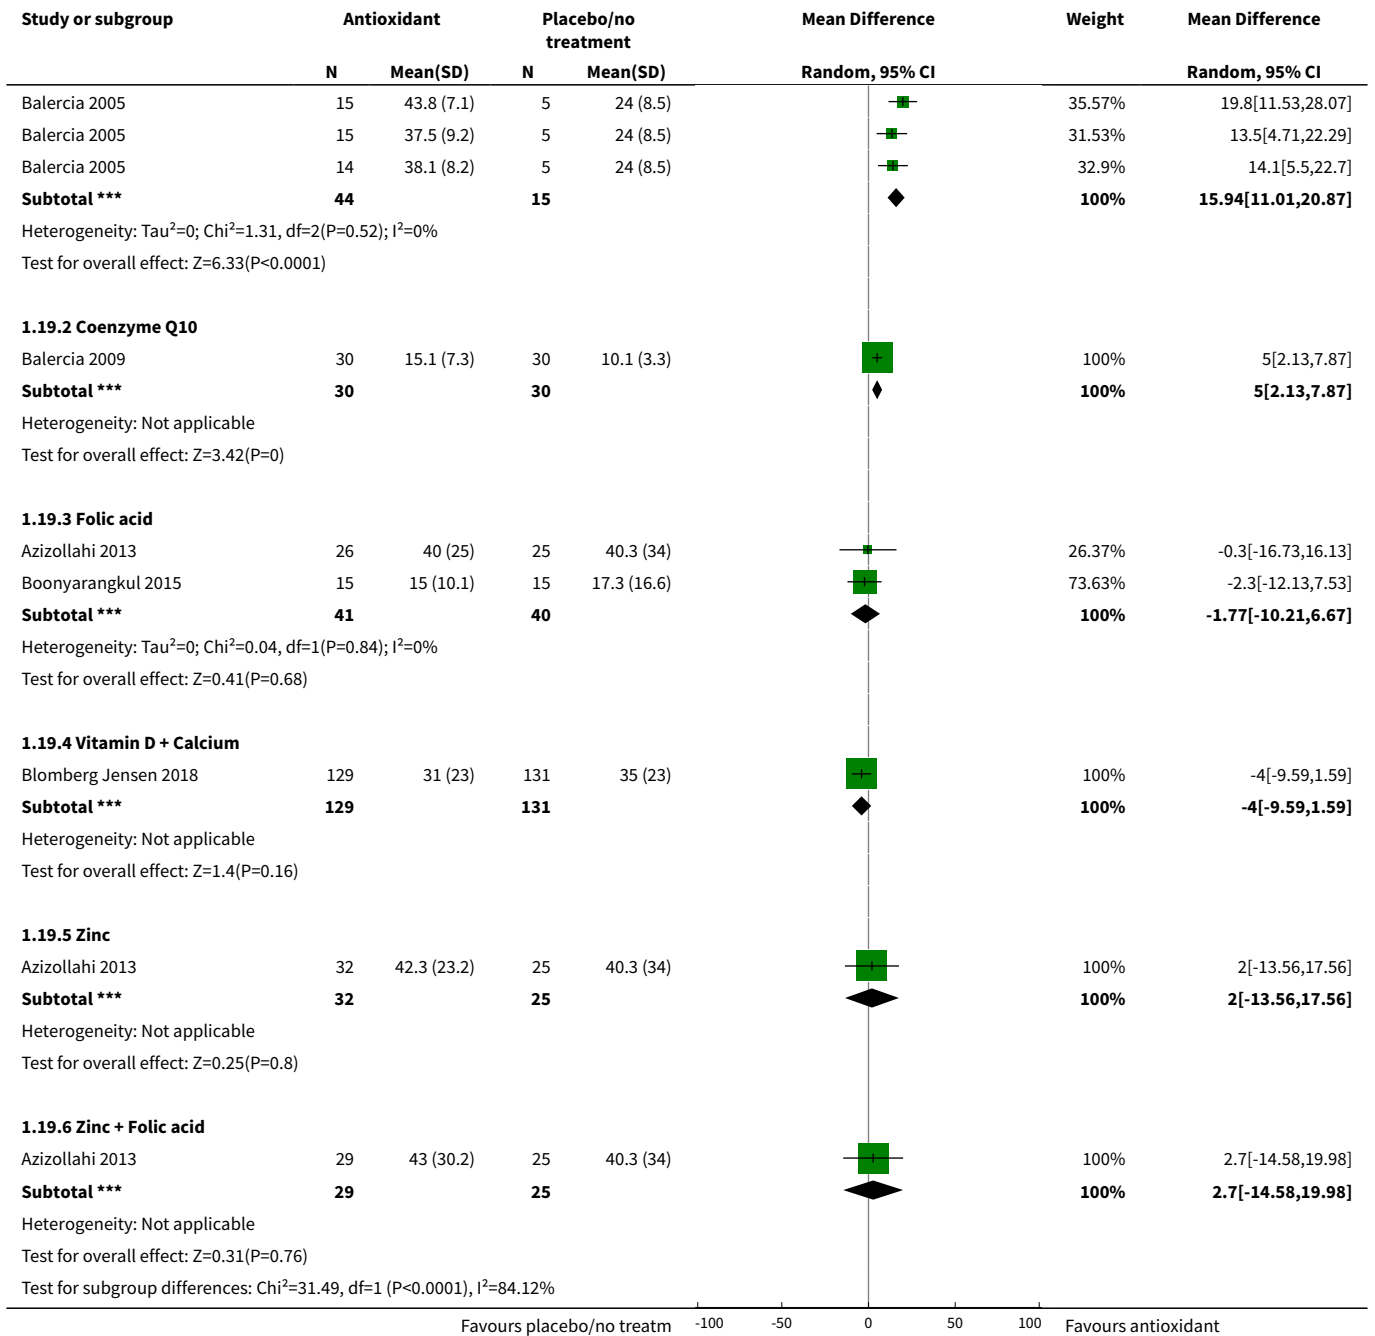 Study or subgroup Antioxidant Placebo/no treatment Mean Difference Weight Mean Difference
N Mean(SD) N Mean(SD) Random, 95% CI Random, 95% CI
Balercia 2005 15 43.8 (7.1) 5 24 (8.5) 35.57% 19.8[11.53,28.07]
Balercia 2005 15 37.5 (9.2) 5 24 (8.5) 31.53% 13.5[4.71,22.29]
Balercia 2005 14 38.1 (8.2) 5 24 (8.5) 32.9% 14.1[5.5,22.7]
Subtotal *** 44 15 100% 15.94[11.01,20.87]
Heterogeneity: Tau²=0; Chi²=1.31, df=2(P=0.52); I²=0%
Test for overall effect: Z=6.33(P<0.0001)
1.19.2 Coenzyme Q10
Balercia 2009 30 15.1 (7.3) 30 10.1 (3.3) 100% 5[2.13,7.87]
Subtotal *** 30 30 100% 5[2.13,7.87]
Heterogeneity: Not applicable
Test for overall effect: Z=3.42(P=0)
1.19.3 Folic acid
Azizollahi 2013 26 40 (25) 25 40.3 (34) 26.37% -0.3[-16.73,16.13]
Boonyarangkul 2015 15 15 (10.1) 15 17.3 (16.6) 73.63% -2.3[-12.13,7.53]
Subtotal *** 41 40 100% -1.77[-10.21,6.67]
Heterogeneity: Tau²=0; Chi²=0.04, df=1(P=0.84); I²=0%
Test for overall effect: Z=0.41(P=0.68)
1.19.4 Vitamin D + Calcium
Blomberg Jensen 2018 129 31 (23) 131 35 (23) 100% -4[-9.59,1.59]
Subtotal *** 129 131 100% -4[-9.59,1.59]
Heterogeneity: Not applicable
Test for overall effect: Z=1.4(P=0.16)
1.19.5 Zinc
Azizollahi 2013 32 42.3 (23.2) 25 40.3 (34) 100% 2[-13.56,17.56]
Subtotal *** 32 25 100% 2[-13.56,17.56]
Heterogeneity: Not applicable
Test for overall effect: Z=0.25(P=0.8)
1.19.6 Zinc + Folic acid
Azizollahi 2013 29 43 (30.2) 25 40.3 (34) 100% 2.7[-14.58,19.98]
Subtotal *** 29 25 100% 2.7[-14.58,19.98]
Heterogeneity: Not applicable
Test for overall effect: Z=0.31(P=0.76)
Test for subgroup differences: Chi²=31.49, df=1 (P<0.0001), I²=84.12%
Favours placebo/no treatm -100 -50 0 50 100 Favours antioxidant